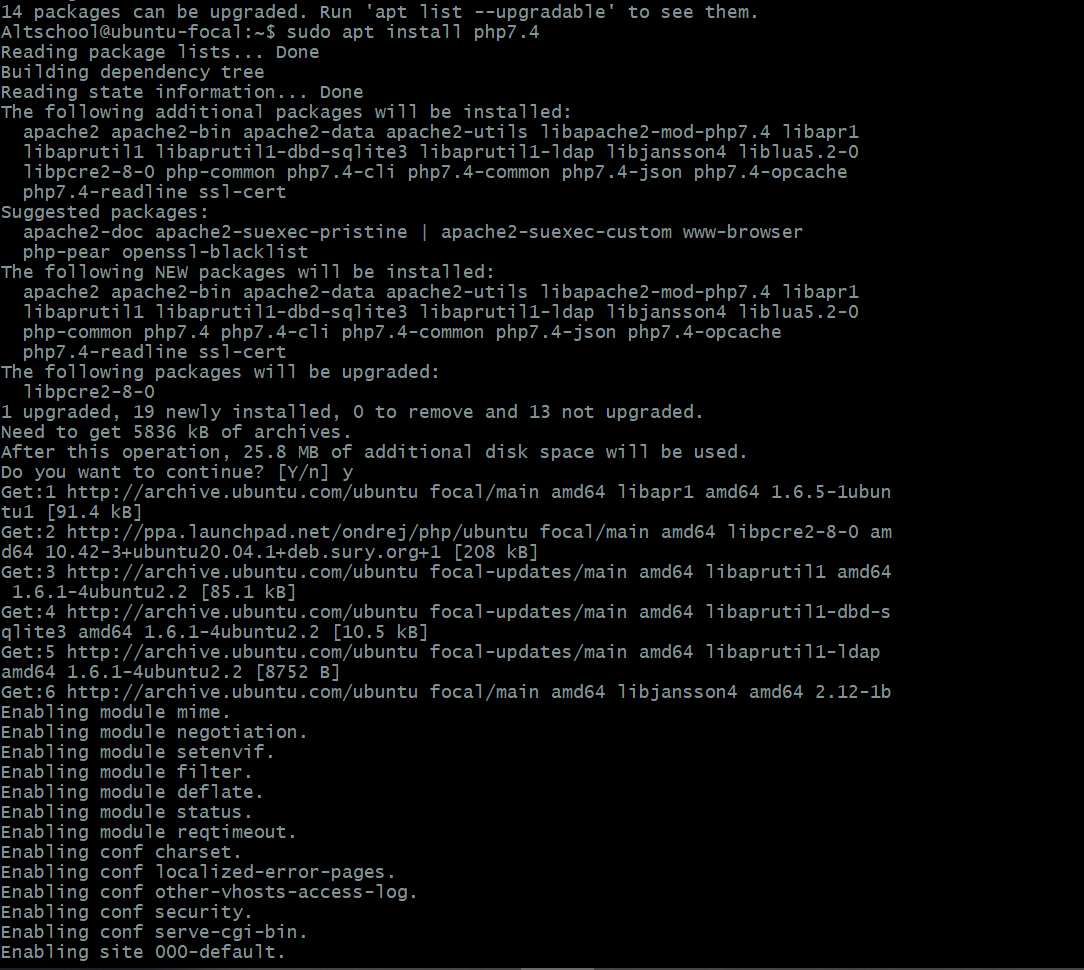 14 packages can be upgraded. Run 'apt list --upgradable' to see them.
Altschool@ubuntu-focal:~$ sudo apt install php7.4
Reading package lists... Done
Building dependency tree
Reading state information... Done
The following additional packages will be installed:
  apache2 apache2-bin apache2-data apache2-utils libapache2-mod-php7.4 libapr1
  libaprutil1 libaprutil1-dbd-sqlite3 libaprutil1-ldap libjansson4 liblua5.2-0
  libpcre2-8-0 php-common php7.4-cli php7.4-common php7.4-json php7.4-opcache
  php7.4-readline ssl-cert
Suggested packages:
  apache2-doc apache2-suexec-pristine | apache2-suexec-custom www-browser
  php-pear openssl-blacklist
The following NEW packages will be installed:
  apache2 apache2-bin apache2-data apache2-utils libapache2-mod-php7.4 libapr1
  libaprutil1 libaprutil1-dbd-sqlite3 libaprutil1-ldap libjansson4 liblua5.2-0
  php-common php7.4 php7.4-cli php7.4-common php7.4-json php7.4-opcache
  php7.4-readline ssl-cert
The following packages will be upgraded:
  libpcre2-8-0
1 upgraded, 19 newly installed, 0 to remove and 13 not upgraded.
Need to get 5836 kB of archives.
After this operation, 25.8 MB of additional disk space will be used.
Do you want to continue? [Y/n] y
Get:1 http://archive.ubuntu.com/ubuntu focal/main amd64 libapr1 amd64 1.6.5-1ubun
tu1 [91.4 kB]
Get:2 http://ppa.launchpad.net/ondrej/php/ubuntu focal/main amd64 libpcre2-8-0 am
d64 10.42-3+ubuntu20.04.1+deb.sury.org+1 [208 kB]
Get:3 http://archive.ubuntu.com/ubuntu focal-updates/main amd64 libaprutil1 amd64
 1.6.1-4ubuntu2.2 [85.1 kB]
Get:4 http://archive.ubuntu.com/ubuntu focal-updates/main amd64 libaprutil1-dbd-s
qlite3 amd64 1.6.1-4ubuntu2.2 [10.5 kB]
Get:5 http://archive.ubuntu.com/ubuntu focal-updates/main amd64 libaprutil1-ldap
amd64 1.6.1-4ubuntu2.2 [8752 B]
Get:6 http://archive.ubuntu.com/ubuntu focal/main amd64 libjansson4 amd64 2.12-1b
Enabling module mime.
Enabling module negotiation.
Enabling module setenvif.
Enabling module filter.
Enabling module deflate.
Enabling module status.
Enabling module reqtimeout.
Enabling conf charset.
Enabling conf localized-error-pages.
Enabling conf other-vhosts-access-log.
Enabling conf security.
Enabling conf serve-cgi-bin.
Enabling site 000-default.